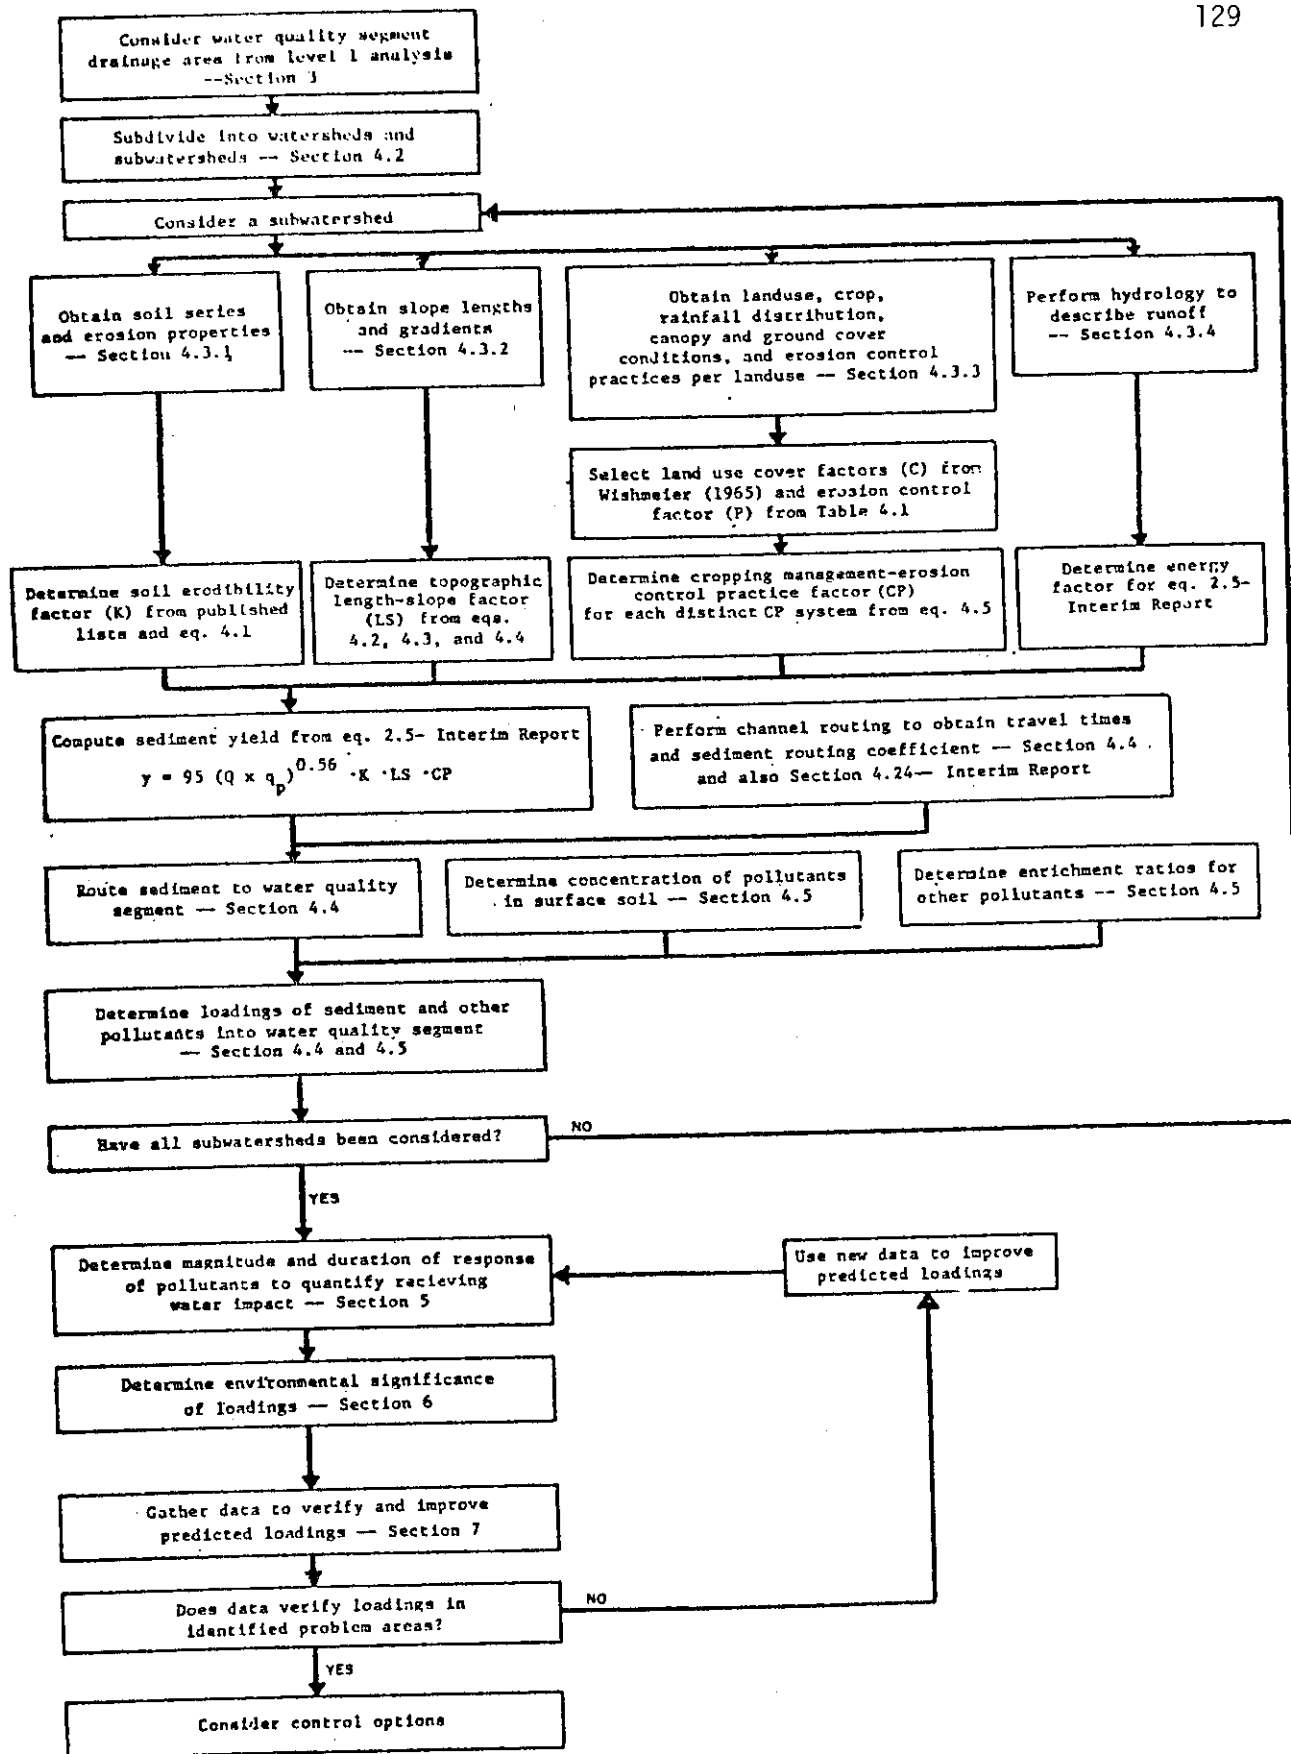 129
Consider water quality segment
drainage area from level 1 analysis
--Section 3
Subdivide into watersheds and
subwatersheds -- Section 4.2
Consider a subwatershed
Obtain soil series
and erosion properties
-- Section 4.3.1
Obtain slope lengths
and gradients
-- Section 4.3.2
Obtain landuse, crop,
rainfall distribution,
canopy and ground cover
conditions, and erosion control
practices per landuse -- Section 4.3.3
Perform hydrology to
describe runoff
-- Section 4.3.4
Select land use cover factors (C) from
Wishmeier (1965) and erosion control
factor (P) from Table 4.1
Determine soil erodibility
factor (K) from published
lists and eq. 4.1
Determine topographic
length-slope factor
(LS) from eqs.
4.2, 4.3, and 4.4
Determine cropping management-erosion
control practice factor (CP)
for each distinct CP system from eq. 4.5
Determine energy
factor for eq. 2.5-
Interim Report
Compute sediment yield from eq. 2.5- Interim Report
y = 95 (Q x q_p)^0.56 ·K ·LS ·CP
Perform channel routing to obtain travel times
and sediment routing coefficient -- Section 4.4
and also Section 4.24-- Interim Report
Route sediment to water quality
segment -- Section 4.4
Determine concentration of pollutants
in surface soil -- Section 4.5
Determine enrichment ratios for
other pollutants -- Section 4.5
Determine loadings of sediment and other
pollutants into water quality segment
-- Section 4.4 and 4.5
Have all subwatersheds been considered?
NO
YES
Determine magnitude and duration of response
of pollutants to quantify recieving
water impact -- Section 5
Use new data to improve
predicted loadings
Determine environmental significance
of loadings -- Section 6
Gather data to verify and improve
predicted loadings -- Section 7
Does data verify loadings in
identified problem areas?
NO
YES
Consider control options